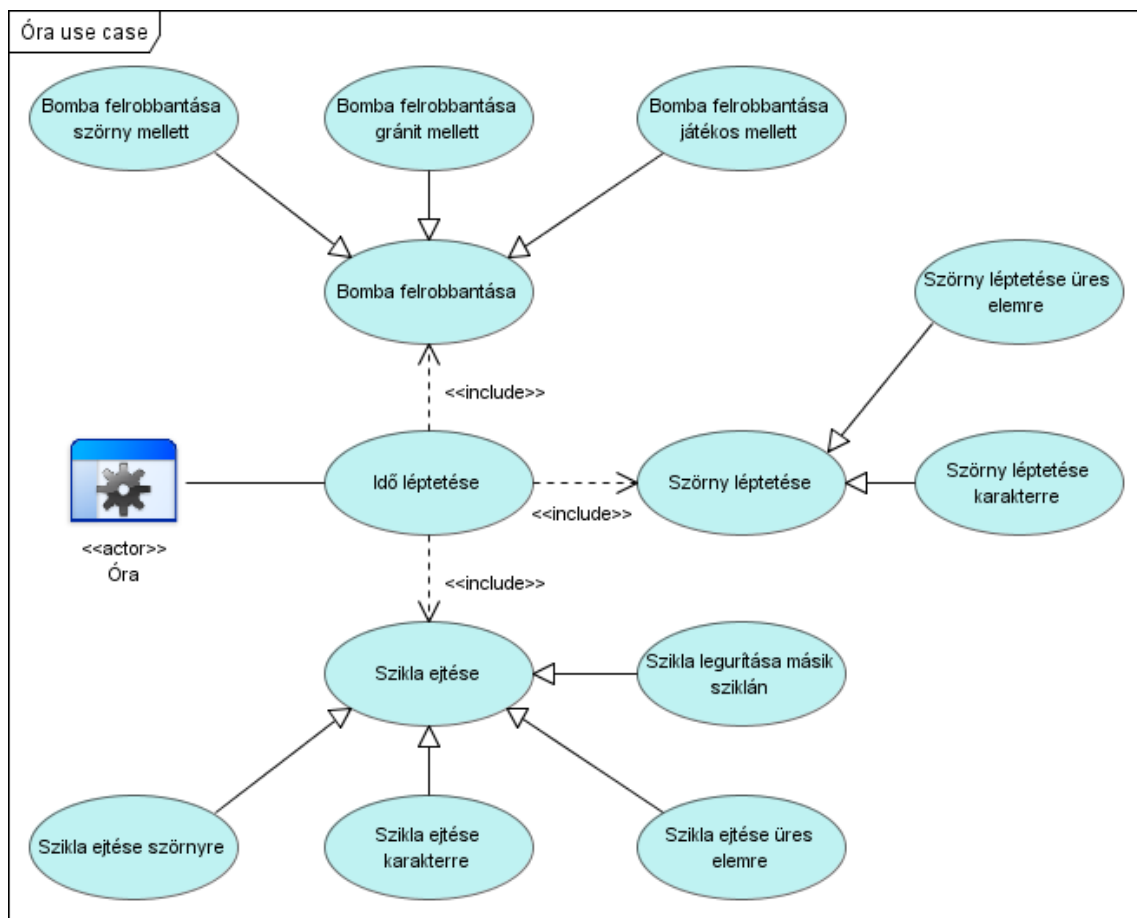 Óra use case
Bomba felrobbantása
szörny mellett
Bomba felrobbantása
gránit mellett
Bomba felrobbantása
játékos mellett
Bomba felrobbantása
Szörny léptetése üres
elemre
<<include>>
Idő léptetése
<<include>>
Szörny léptetése
Szörny léptetése
karakterre
<<actor>>
Óra
<<include>>
Szikla ejtése
Szikla legurítása másik
sziklán
Szikla ejtése szörnyre
Szikla ejtése
karakterre
Szikla ejtése üres
elemre